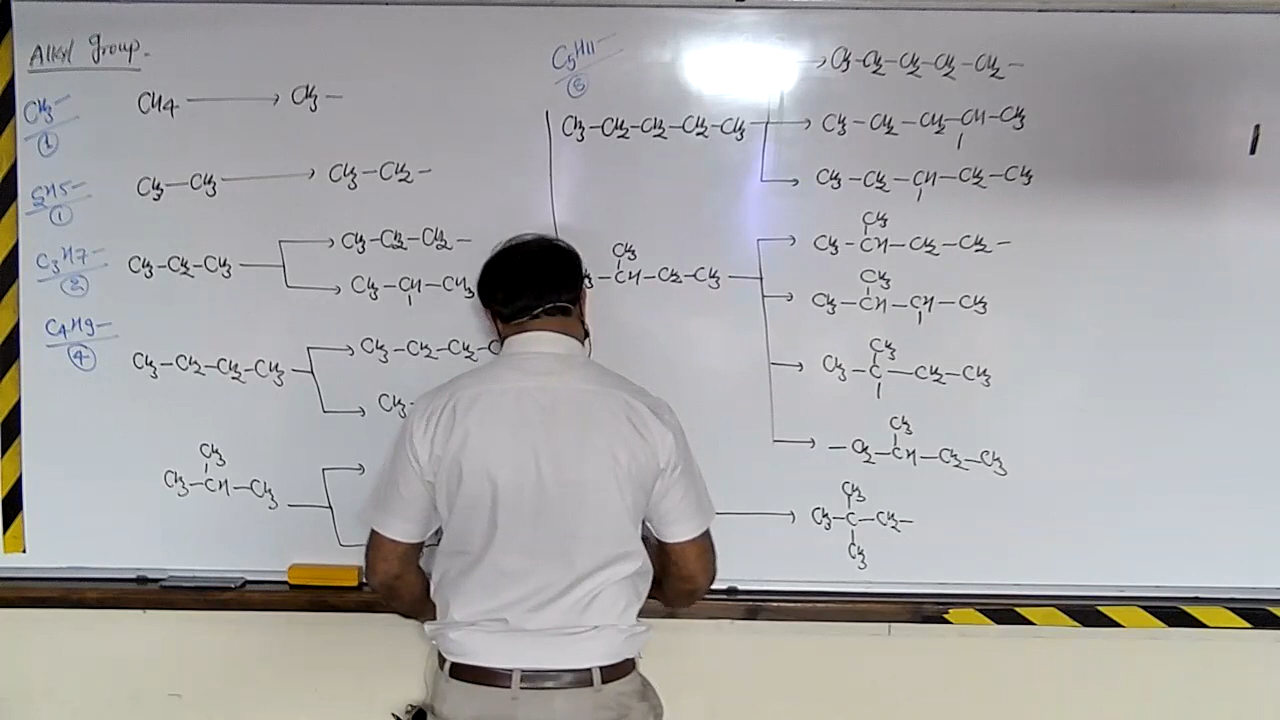 Alkyl Group.
CH3—
1
CH4 ⟶ CH3—
C2H5—
1
CH3—CH3 ⟶ CH3—CH2—
C3H7—
2
CH3—CH2—CH3
CH3—CH2—CH2—
CH3—CH—CH3
C4H9—
4
CH3—CH2—CH2—CH3
CH3—CH2—CH2—
CH3—
CH3
CH3—CH—CH3
C5H11—
8
CH3—CH2—CH2—CH2—CH3
CH3—CH2—CH2—CH2—CH2—
CH3—CH2—CH2—CH—CH3
CH3—CH2—CH—CH2—CH3
CH3
—CH—CH2—CH3
CH3
CH3—CH—CH2—CH2—
CH3
CH3—CH—CH—CH3
CH3
CH3—C—CH2—CH3
CH3
—CH2—CH—CH2—CH3
CH3
CH3—C—CH2—
CH3